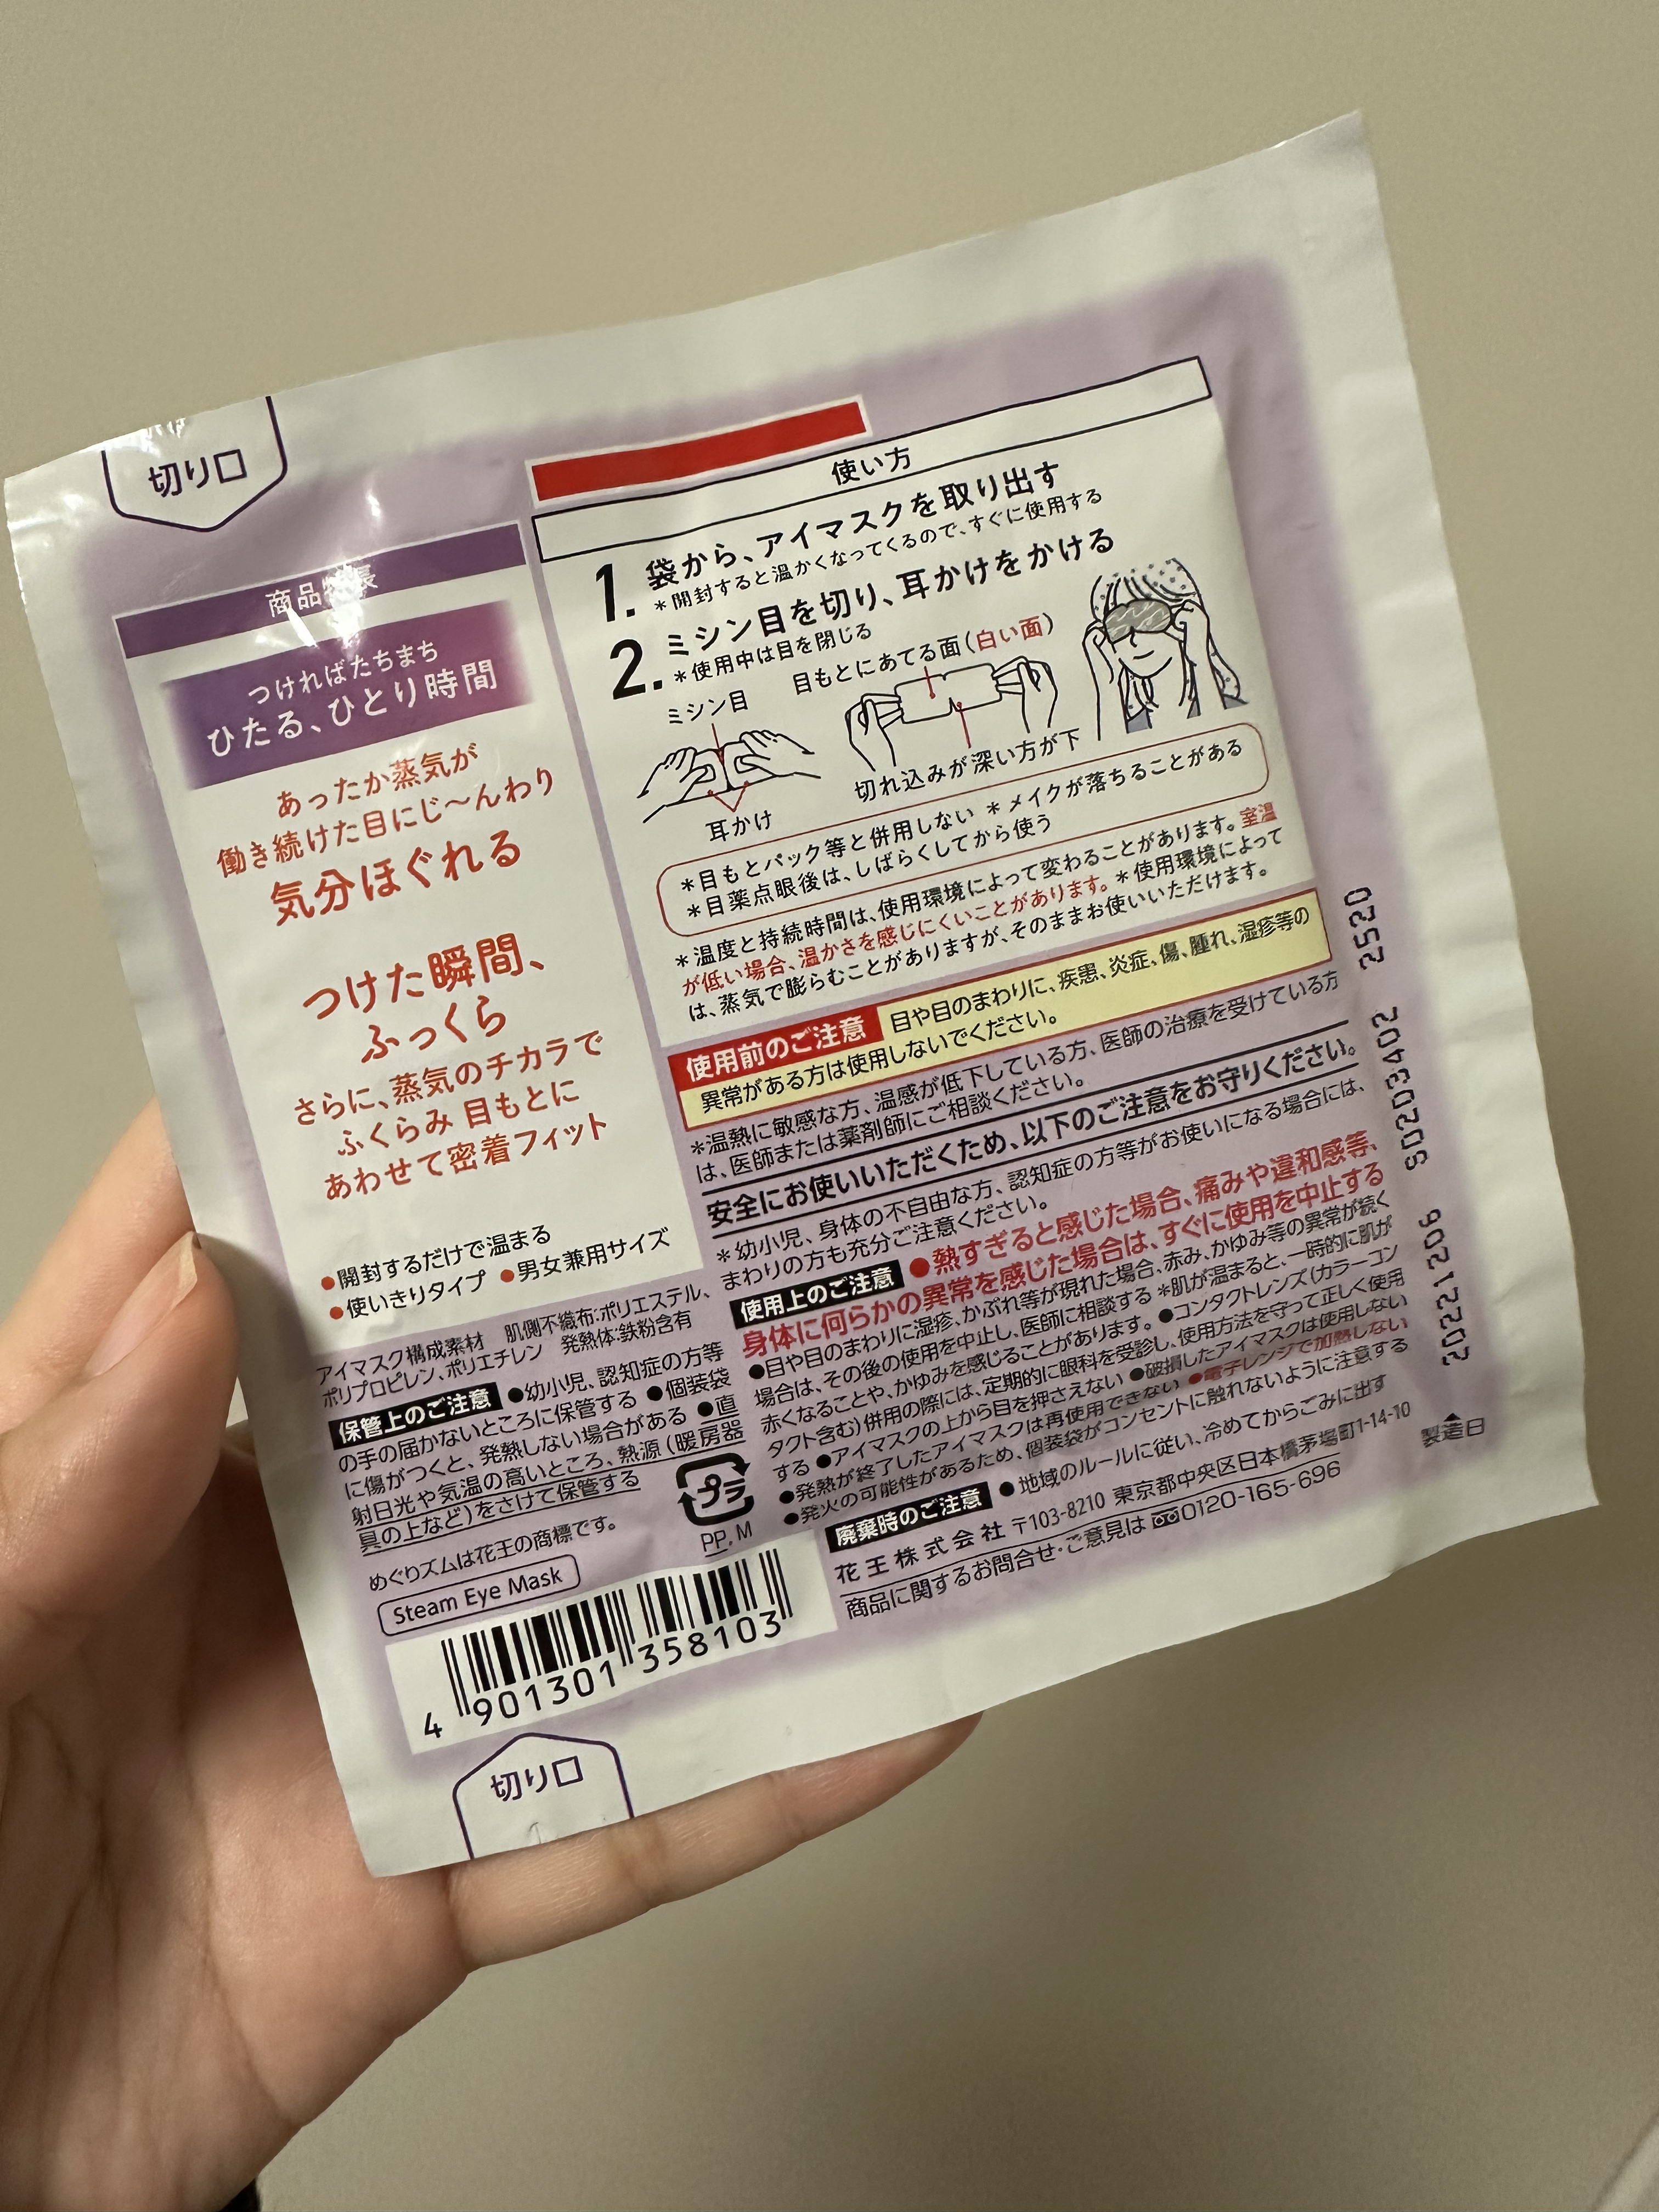 切り口
商品特長
つければたちまち
ひたる、ひとり時間
あったか蒸気が
働き続けた目にじ〜んわり
気分ほぐれる
つけた瞬間、
ふっくら
さらに、蒸気のチカラで
ふくらみ 目もとに
あわせて密着フィット
●開封するだけで温まる
●使いきりタイプ ●男女兼用サイズ
アイマスク構成素材 肌側不織布:ポリエステル、
ポリプロピレン、ポリエチレン 発熱体:鉄粉含有
保管上のご注意 ●幼小児、認知症の方等
の手の届かないところに保管する ●個装袋
に傷がつくと、発熱しない場合がある ●直
射日光や気温の高いところ、熱源(暖房器
具の上など)をさけて保管する
めぐりズムは花王の商標です。
プラ
PP, M
Steam Eye Mask
4 901301 358103
切り口
使い方
1. 袋から、アイマスクを取り出す
*開封すると温かくなってくるので、すぐに使用する
2. ミシン目を切り、耳かけをかける
*使用中は目を閉じる
ミシン目
目もとにあてる面(白い面)
耳かけ
切れ込みが深い方が下
*目もとパック等と併用しない *メイクが落ちることがある
*目薬点眼後は、しばらくしてから使う
*温度と持続時間は、使用環境によって変わることがあります。室温
が低い場合、温かさを感じにくいことがあります。*使用環境によって
は、蒸気で膨らむことがありますが、そのままお使いいただけます。
使用前のご注意 目や目のまわりに、疾患、炎症、傷、腫れ、湿疹等の
異常がある方は使用しないでください。
*温熱に敏感な方、温感が低下している方、医師の治療を受けている方
は、医師または薬剤師にご相談ください。
安全にお使いいただくため、以下のご注意をお守りください。
*幼小児、身体の不自由な方、認知症の方等がお使いになる場合には、
まわりの方も充分ご注意ください。
使用上のご注意 ●熱すぎると感じた場合、痛みや違和感等、
身体に何らかの異常を感じた場合は、すぐに使用を中止する
●目や目のまわりに湿疹、かぶれ等が現れた場合、赤み、かゆみ等の異常が続く
場合は、その後の使用を中止し、医師に相談する *肌が温まると、一時的に肌が
赤くなることや、かゆみを感じることがあります。●コンタクトレンズ(カラーコン
タクト含む)併用の際には、定期的に眼科を受診し、使用方法を守って正しく使用
する ●アイマスクの上から目を押さえない ●破損したアイマスクは使用しない
●発熱が終了したアイマスクは再使用できない ●電子レンジで加熱しない
●発火の可能性があるため、個装袋がコンセントに触れないように注意する
廃棄時のご注意 ●地域のルールに従い、冷めてからごみに出す
花王株式会社 〒103-8210 東京都中央区日本橋茅場町1-14-10
商品に関するお問合せ・ご意見は 0120-165-696
20221206 S0203402 2520
▲
製造日